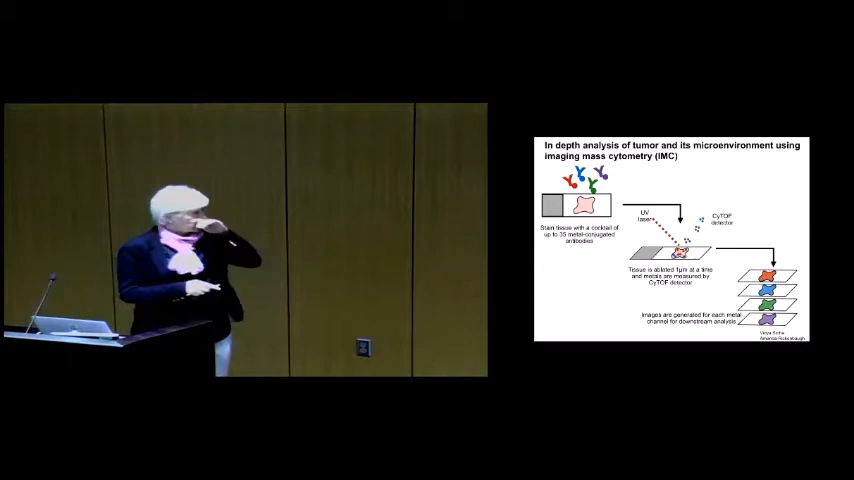 In depth analysis of tumor and its microenvironment using
imaging mass cytometry (IMC)
UV
laser
CyTOF
detector
Stain tissue with a cocktail of
up to 35 metal-conjugated
antibodies
Tissue is ablated 1µm at a time
and metals are measured by
CyTOF detector
Images are generated for each metal
channel for downstream analysis
Amanda Rickenbaugh